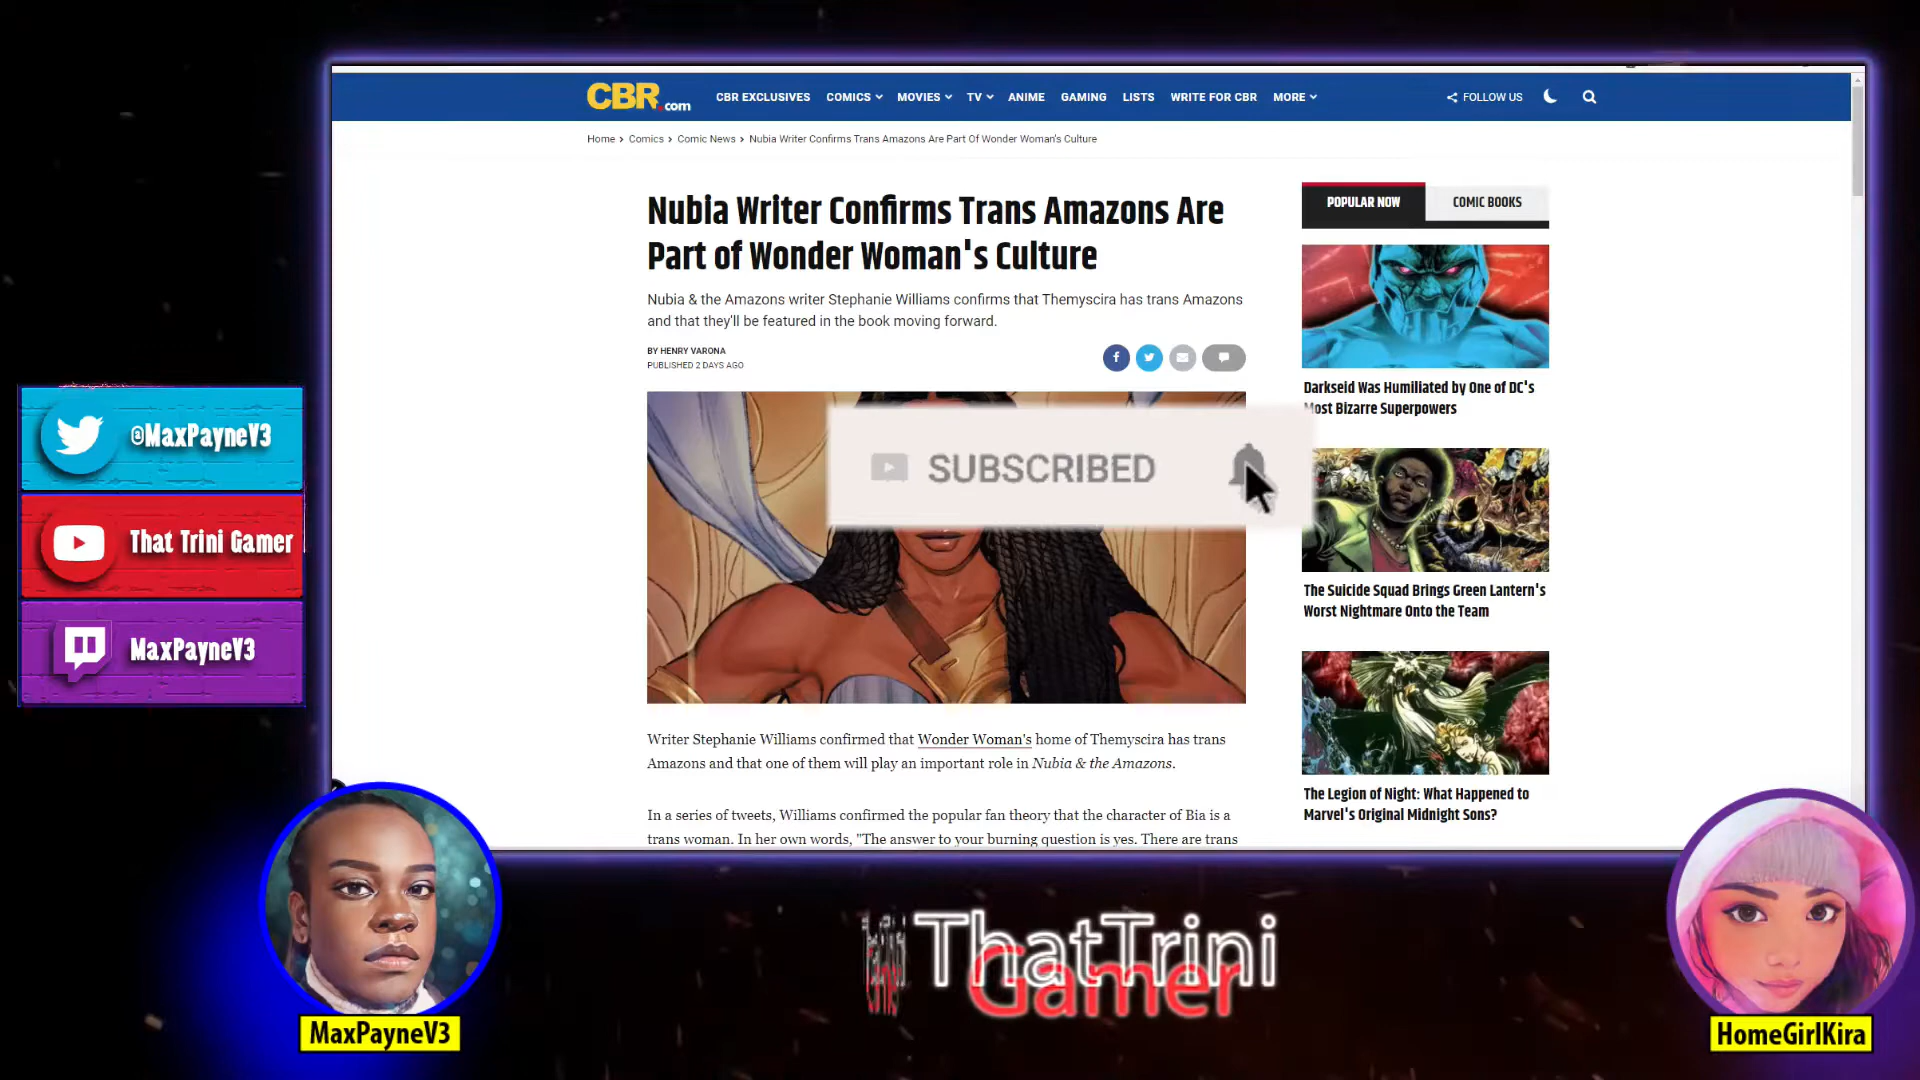 CBR.com
CBR EXCLUSIVES COMICS MOVIES TV ANIME GAMING LISTS WRITE FOR CBR MORE FOLLOW US
Home > Comics > Comic News > Nubia Writer Confirms Trans Amazons Are Part Of Wonder Woman's Culture
Nubia Writer Confirms Trans Amazons Are
Part of Wonder Woman's Culture
Nubia & the Amazons writer Stephanie Williams confirms that Themyscira has trans Amazons
and that they'll be featured in the book moving forward.
BY HENRY VARONA
PUBLISHED 2 DAYS AGO
SUBSCRIBED
Writer Stephanie Williams confirmed that Wonder Woman's home of Themyscira has trans
Amazons and that one of them will play an important role in Nubia & the Amazons.
In a series of tweets, Williams confirmed the popular fan theory that the character of Bia is a
trans woman. In her own words, "The answer to your burning question is yes. There are trans
POPULAR NOW COMIC BOOKS
Darkseid Was Humiliated by One of DC's
Most Bizarre Superpowers
The Suicide Squad Brings Green Lantern's
Worst Nightmare Onto the Team
The Legion of Night: What Happened to
Marvel's Original Midnight Sons?
@MaxPayneV3
That Trini Gamer
MaxPayneV3
MaxPayneV3
ThatTrini
Gamer
HomeGirlKira